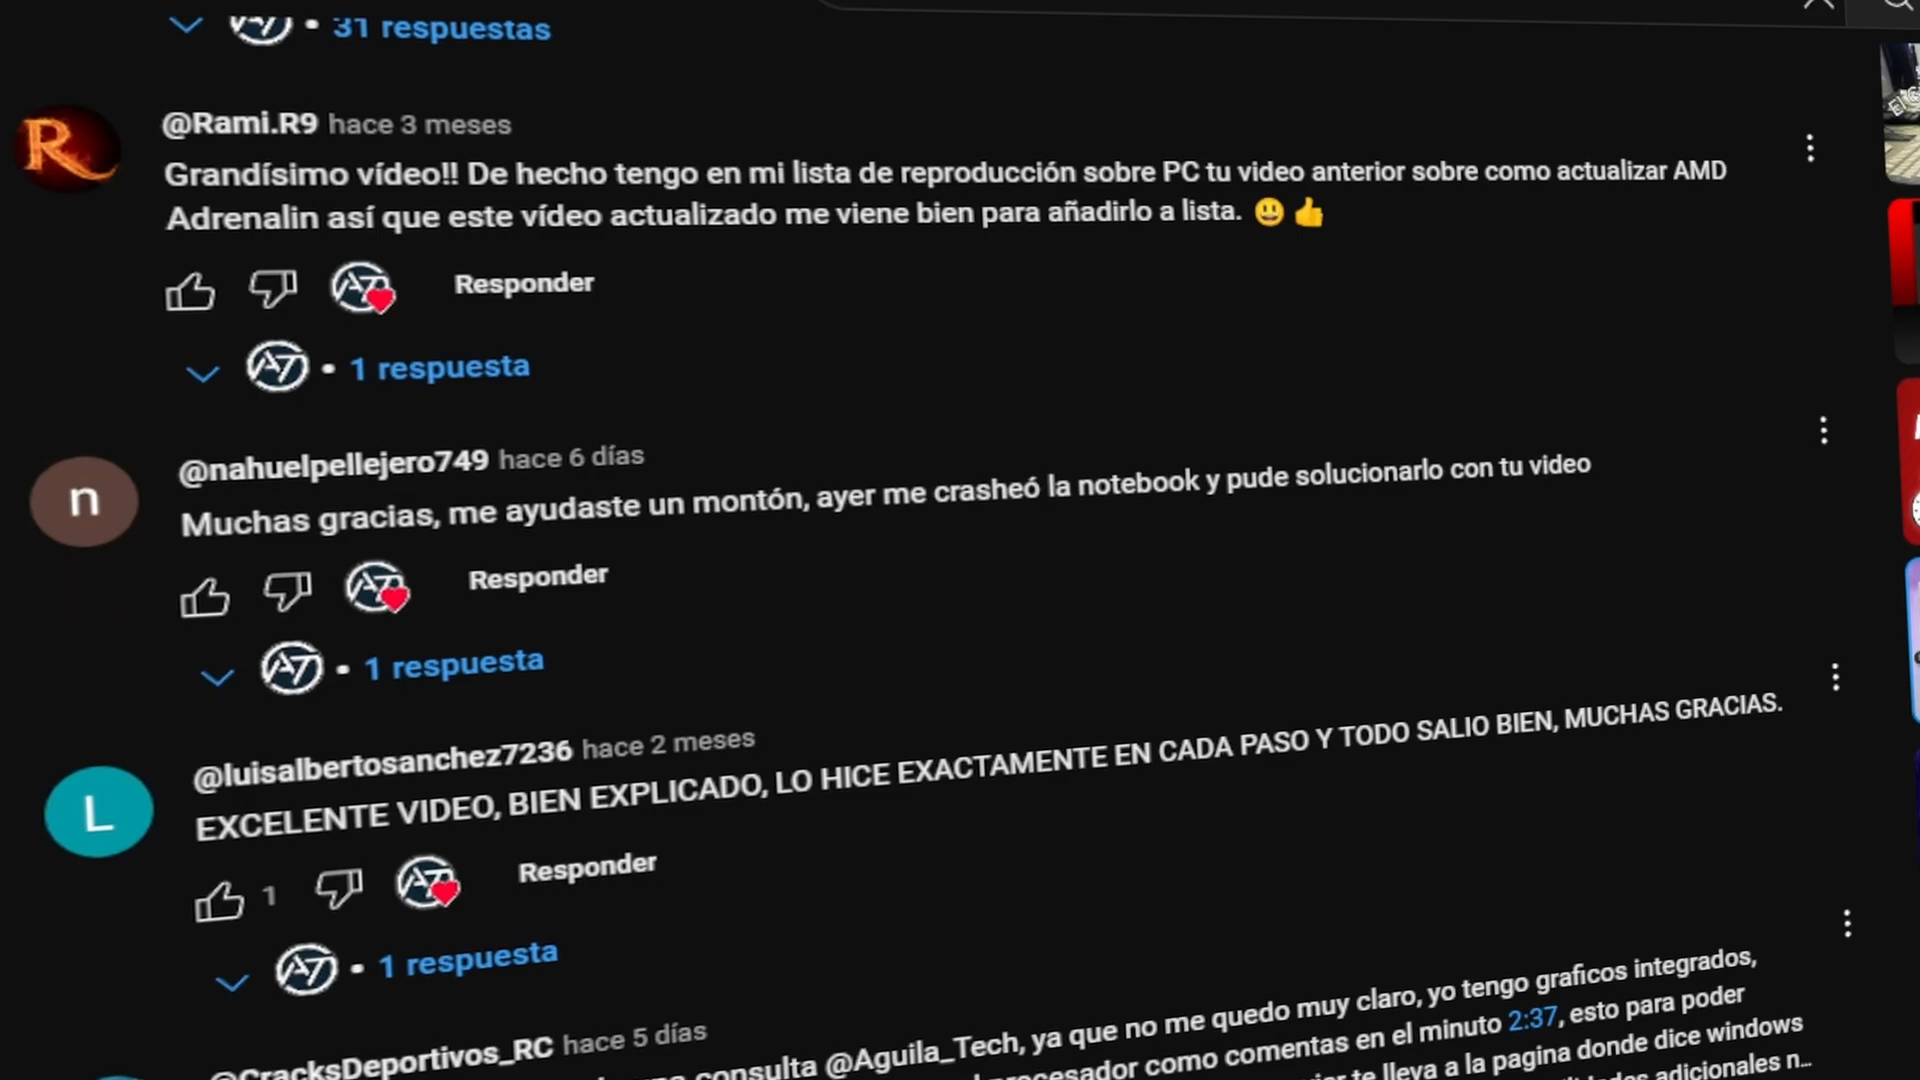 31 respuestas
@Rami.R9 hace 3 meses
Grandísimo vídeo!! De hecho tengo en mi lista de reproducción sobre PC tu video anterior sobre como actualizar AMD
Adrenalin así que este vídeo actualizado me viene bien para añadirlo a lista. 😃👍
Responder
1 respuesta
n
@nahuelpellejero749 hace 6 días
Muchas gracias, me ayudaste un montón, ayer me crasheó la notebook y pude solucionarlo con tu video
Responder
1 respuesta
L
@luisalbertosanchez7236 hace 2 meses
EXCELENTE VIDEO, BIEN EXPLICADO, LO HICE EXACTAMENTE EN CADA PASO Y TODO SALIO BIEN, MUCHAS GRACIAS.
1
Responder
1 respuesta
@CracksDeportivos_RC hace 5 días
consulta @Aguila_Tech, ya que no me quedo muy claro, yo tengo graficos integrados,
procesador como comentas en el minuto 2:37, esto para poder
te lleva a la pagina donde dice windows
adicionales n...